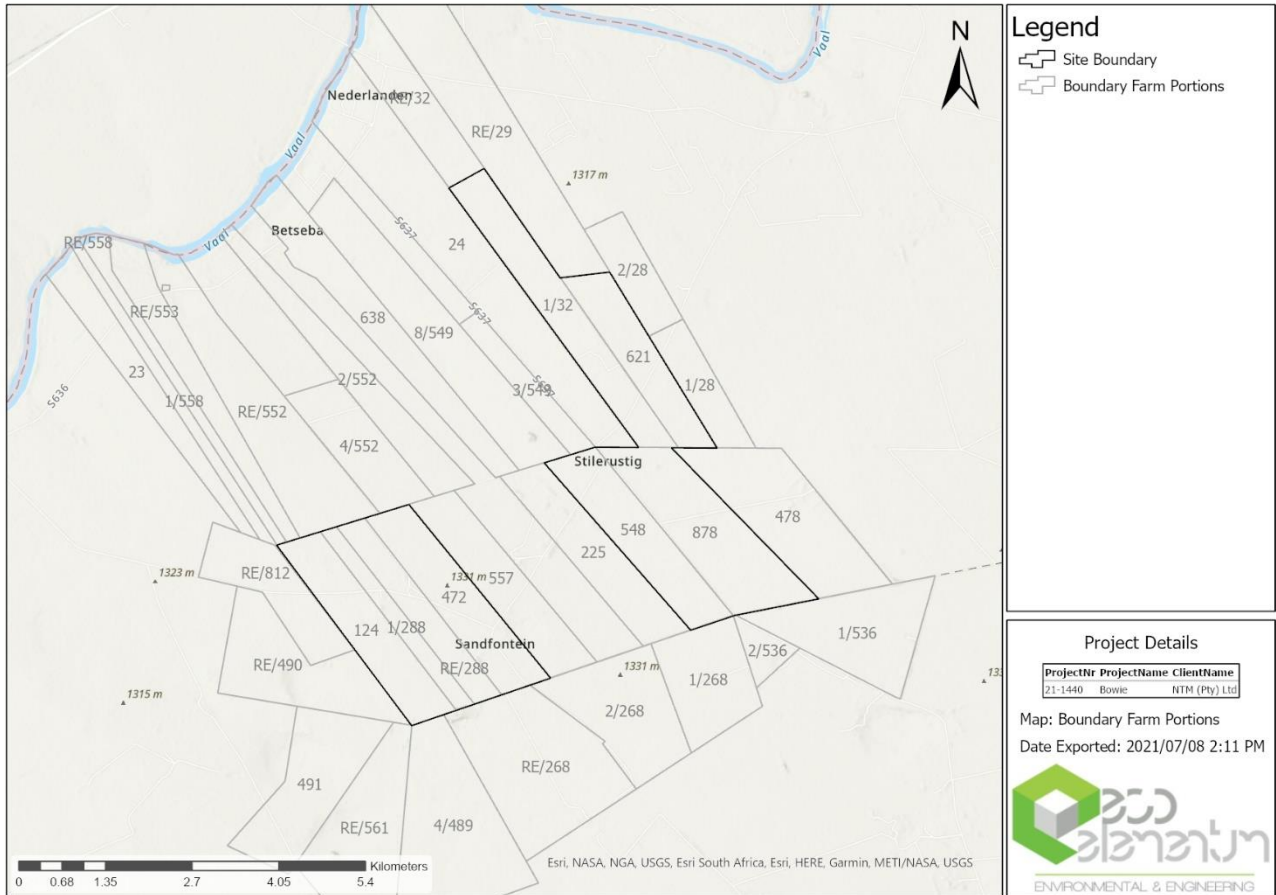 Legend
Site Boundary
Boundary Farm Portions
N
Vaal
Nederlanden
RE/32
RE/29
Vaal
1317 m
Betseba
S637
24
2/28
RE/558
Vaal
RE/553
1/32
638
8/549
S637
621
23
2/552
3/549
S637
1/28
S636
1/558
RE/552
4/552
Stilerustig
548
878
478
225
1323 m
RE/812
1331 m
557
472
124
1/288
Sandfontein
RE/288
RE/490
1331 m
1/268
2/536
1/536
1315 m
2/268
RE/268
491
RE/561
4/489
Kilometers
0 0.68 1.35 2.7 4.05 5.4
Esri, NASA, NGA, USGS, Esri South Africa, Esri, HERE, Garmin, METI/NASA, USGS
Project Details
ProjectNr ProjectName ClientName
21-1440 Bowie NTM (Pty) Ltd
Map: Boundary Farm Portions
Date Exported: 2021/07/08 2:11 PM
eco
elementum
ENVIRONMENTAL & ENGINEERING